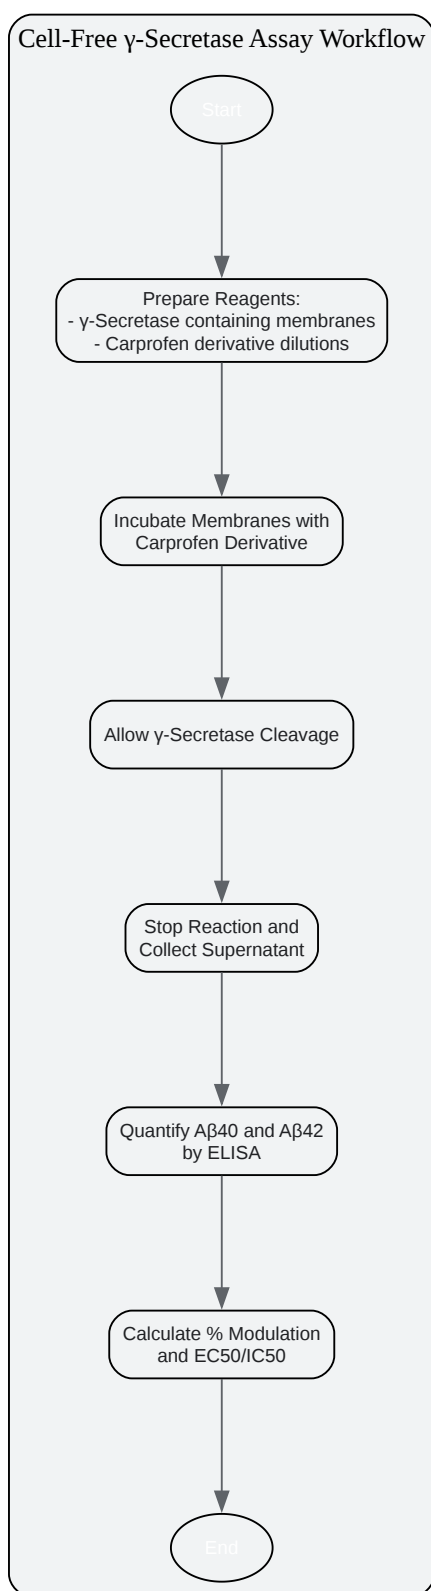 Cell-Free γ-Secretase Assay Workflow
Start
Prepare Reagents:
- γ-Secretase containing membranes
- Carprofen derivative dilutions
Incubate Membranes with
Carprofen Derivative
Allow γ-Secretase Cleavage
Stop Reaction and
Collect Supernatant
Quantify Aβ40 and Aβ42
by ELISA
Calculate % Modulation
and EC50/IC50
End